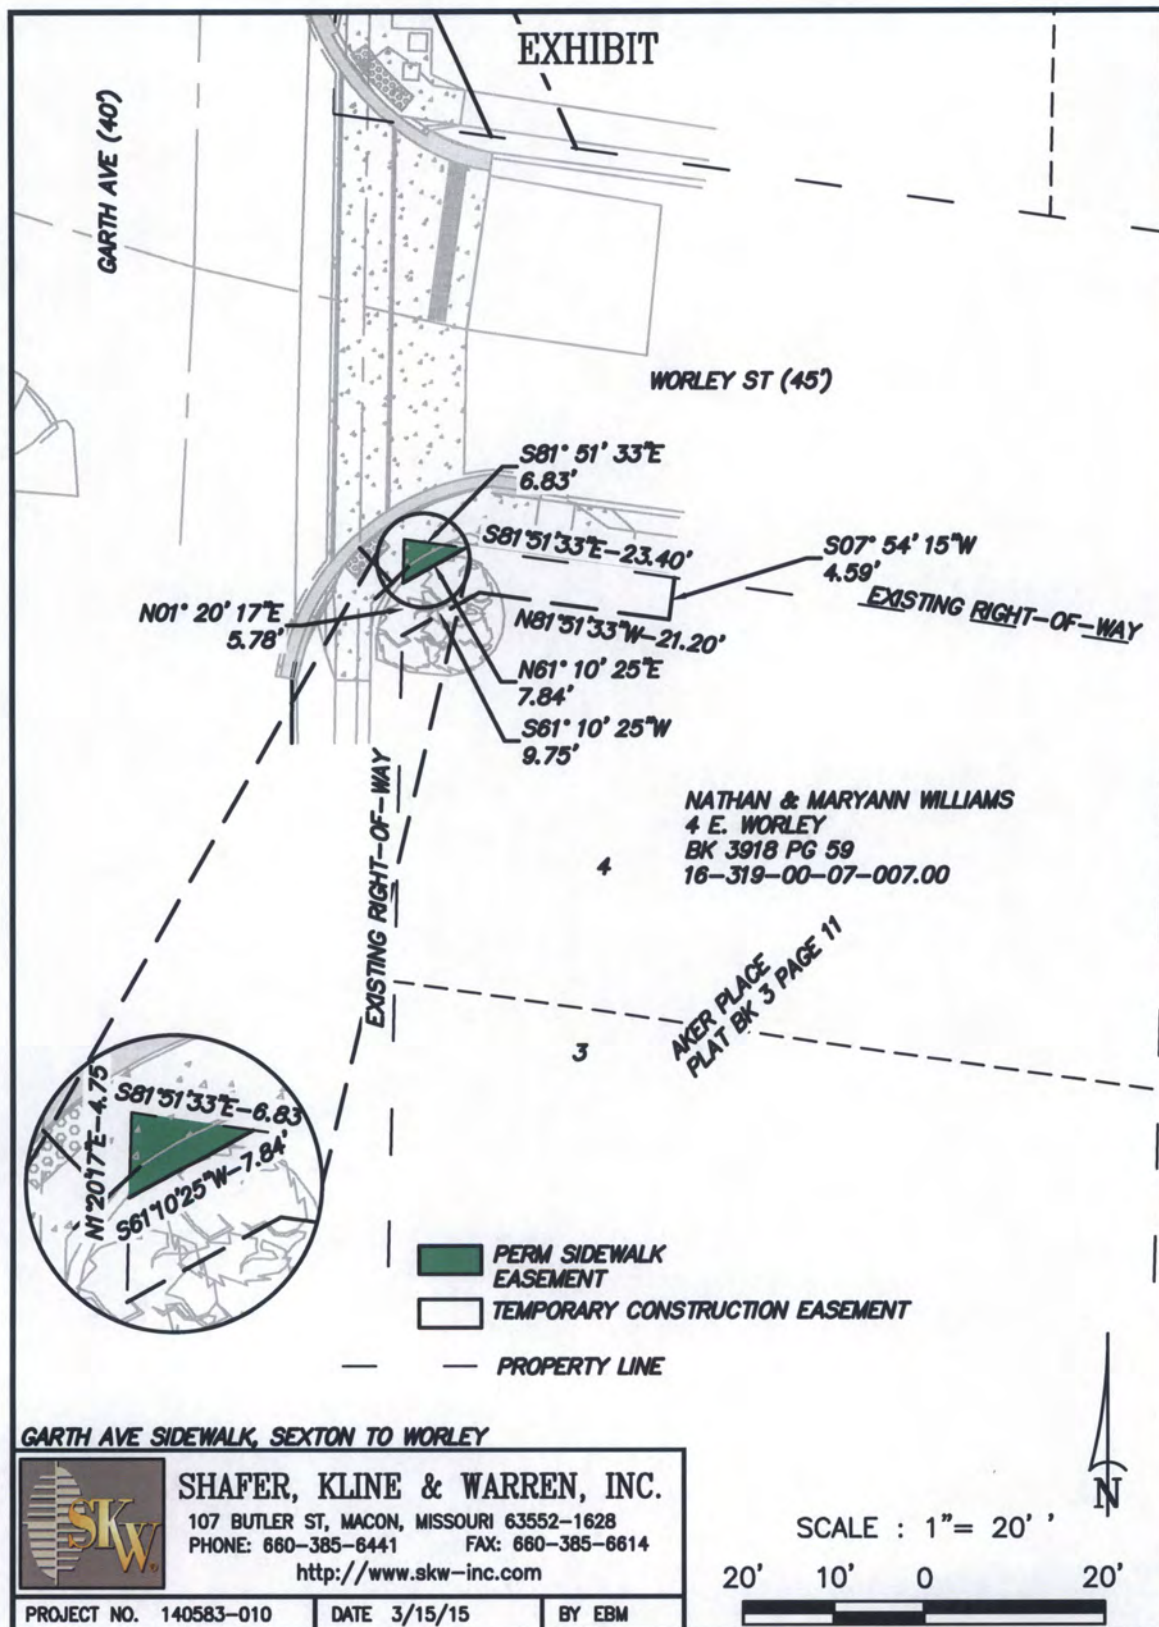 EXHIBIT
GARTH AVE (40')
WORLEY ST (45')
S81° 51' 33"E
6.83'
S81°51'33"E-23.40'
S07° 54' 15"W
4.59'
EXISTING RIGHT-OF-WAY
N01° 20' 17"E
5.78'
N81°51'33"W-21.20'
N61° 10' 25"E
7.84'
S61° 10' 25"W
9.75'
EXISTING RIGHT-OF-WAY
NATHAN & MARYANN WILLIAMS
4 E. WORLEY
BK 3918 PG 59
16-319-00-07-007.00
4
AKER PLACE
PLAT BK 3 PAGE 11
3
N1°20'17"E-4.75
S81°51'33"E-6.83
S61°10'25"W-7.84'
PERM SIDEWALK
EASEMENT
TEMPORARY CONSTRUCTION EASEMENT
PROPERTY LINE
GARTH AVE SIDEWALK, SEXTON TO WORLEY
SKW
SHAFER, KLINE & WARREN, INC.
107 BUTLER ST, MACON, MISSOURI 63552-1628
PHONE: 660-385-6441 FAX: 660-385-6614
http://www.skw-inc.com
PROJECT NO. 140583-010 DATE 3/15/15 BY EBM
N
SCALE : 1"= 20' '
20' 10' 0 20'